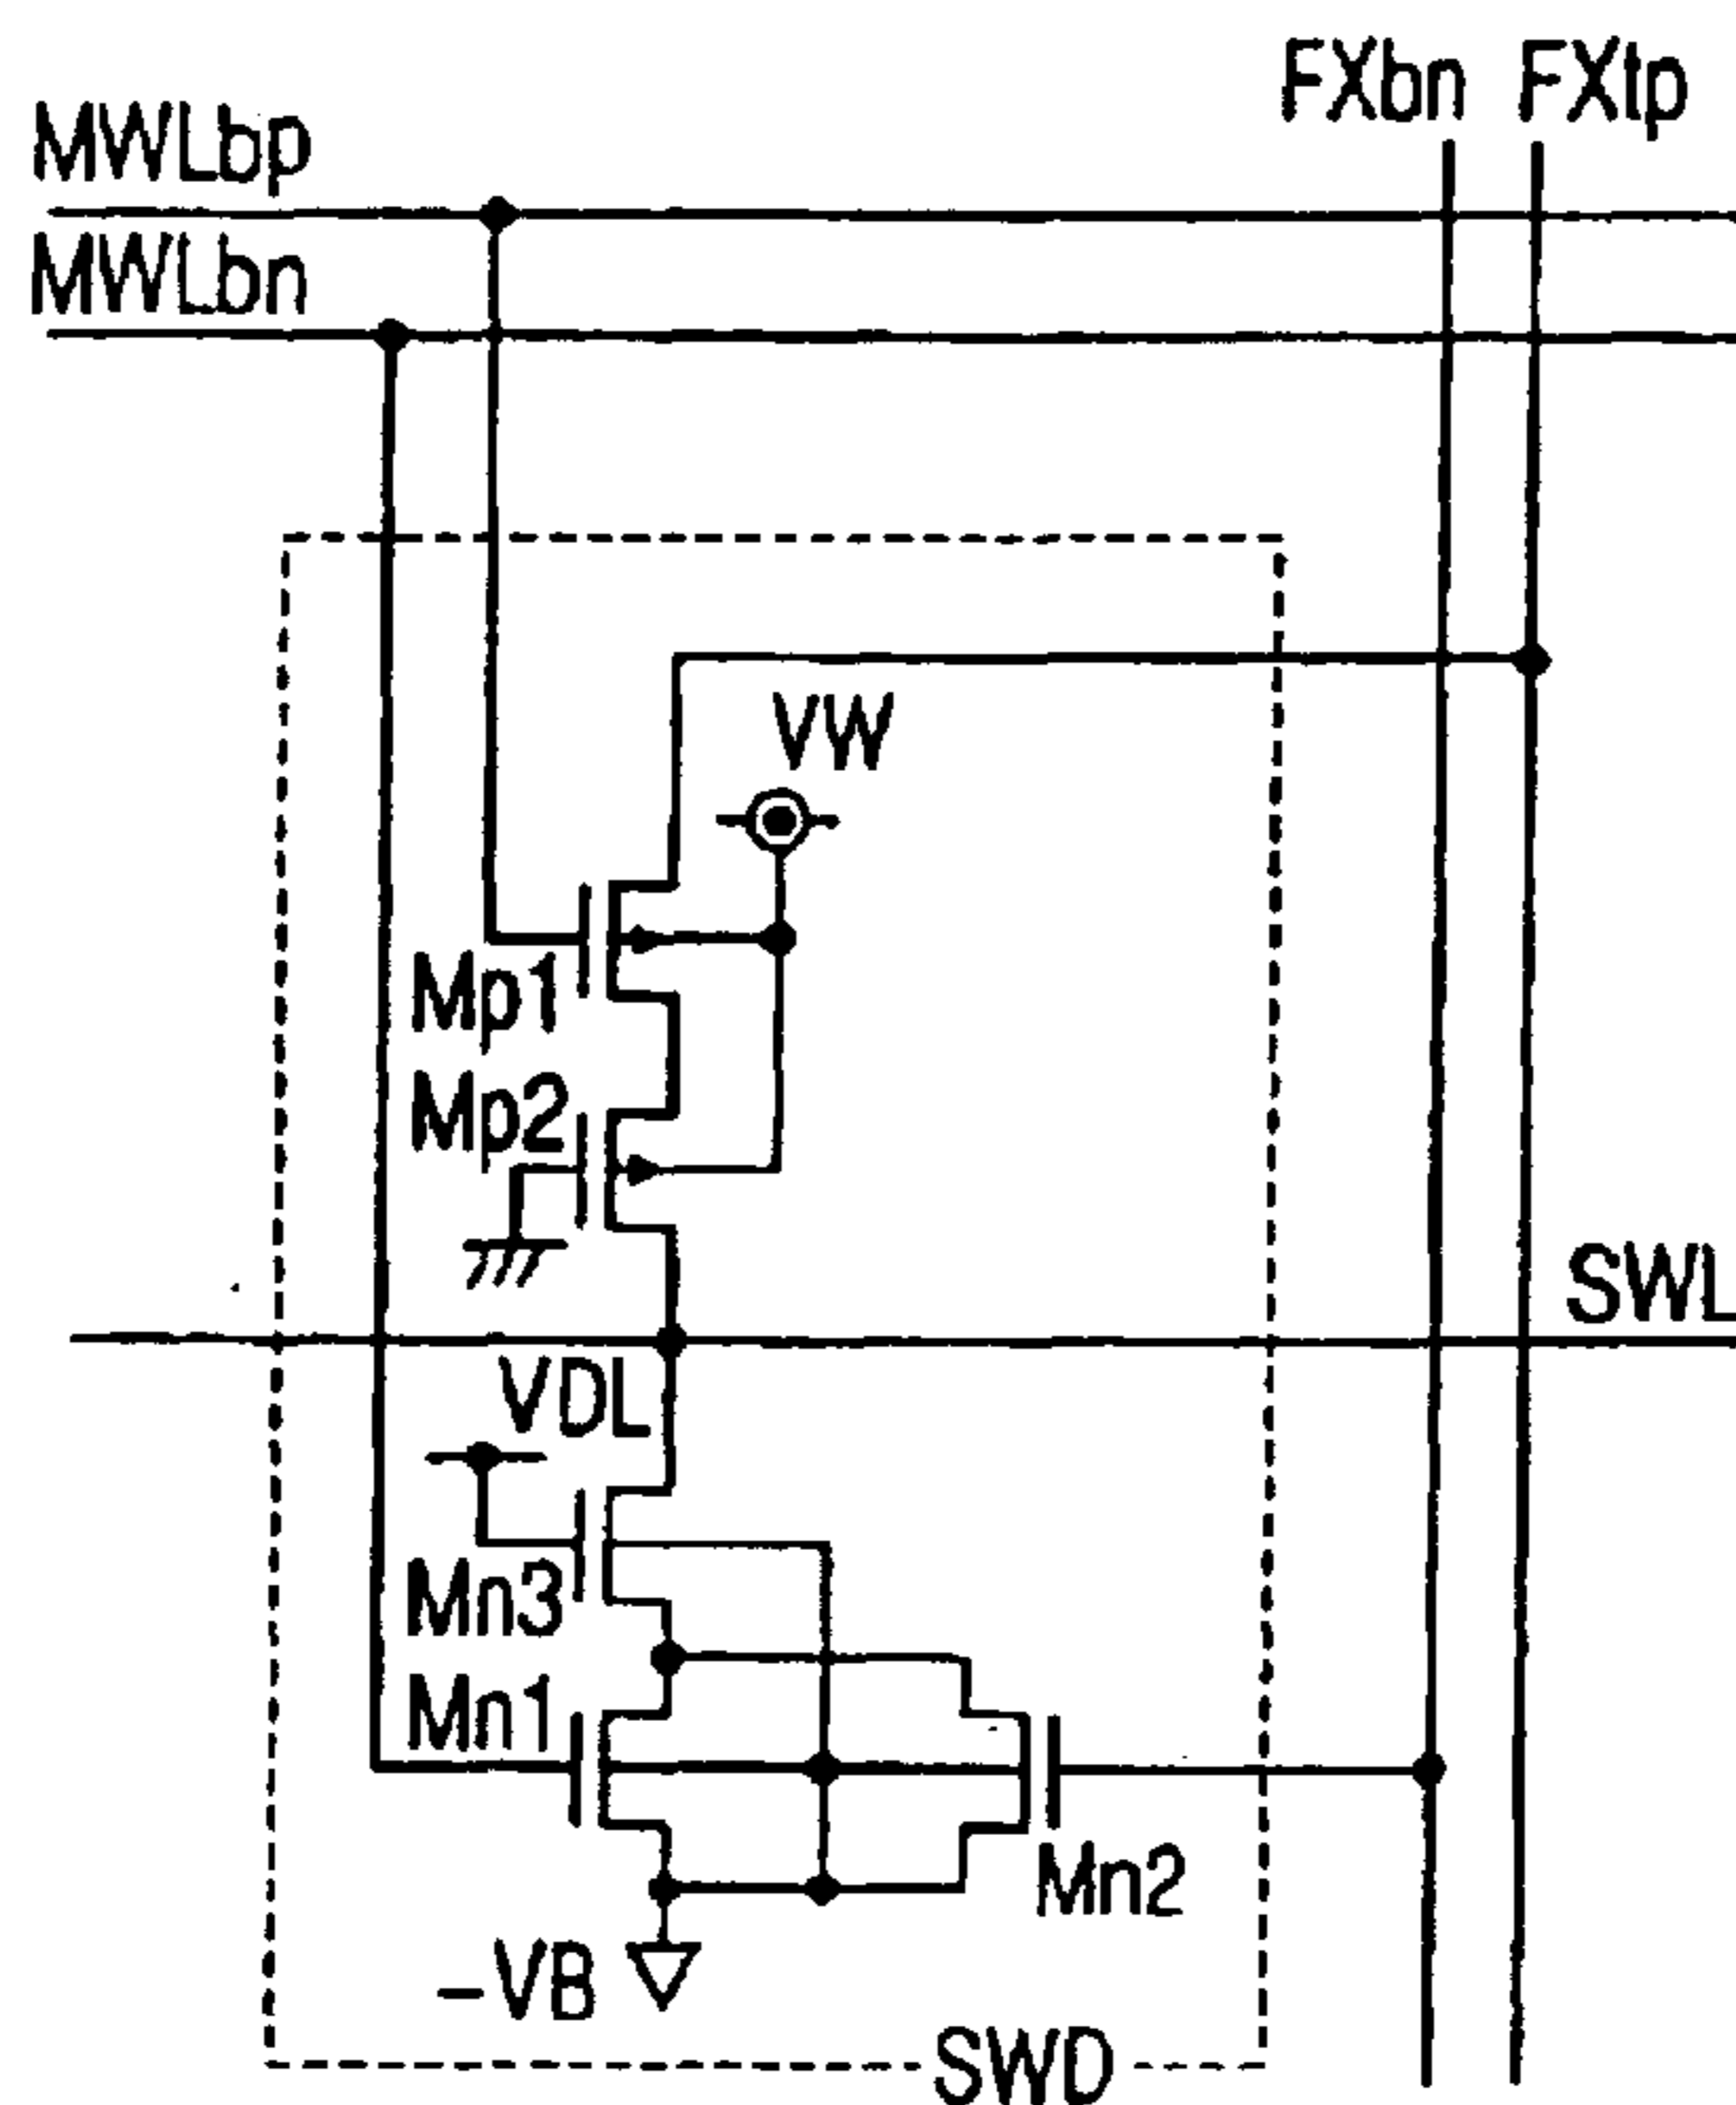 FXbn FXtp
MWLbp
MWLbn
VW
Mp1
Mp2
SWL
VDL
Mn3
Mn1
Mn2
-VB
SWD